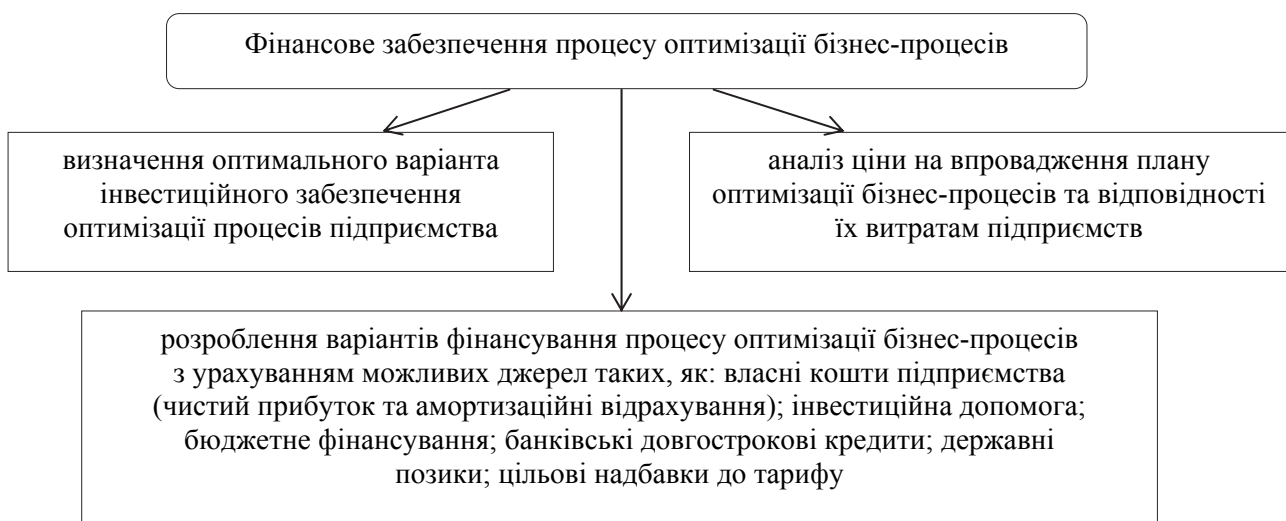 Фінансове забезпечення процесу оптимізації бізнес-процесів
визначення оптимального варіанта
інвестиційного забезпечення
оптимізації процесів підприємства
аналіз ціни на впровадження плану
оптимізації бізнес-процесів та відповідності
їх витратам підприємств
розроблення варіантів фінансування процесу оптимізації бізнес-процесів
з урахуванням можливих джерел таких, як: власні кошти підприємства
(чистий прибуток та амортизаційні відрахування); інвестиційна допомога;
бюджетне фінансування; банківські довгострокові кредити; державні
позики; цільові надбавки до тарифу